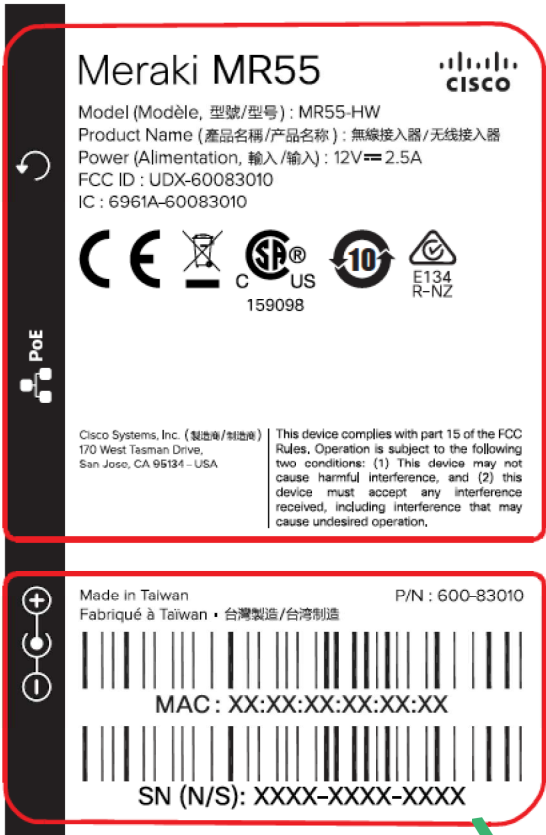 Meraki MR55
CISCO
Model (Modèle, 型號/型号) : MR55-HW
Product Name (產品名稱/产品名称) : 無線接入器/无线接入器
Power (Alimentation, 輸入/输入) : 12V⎓2.5A
FCC ID : UDX-60083010
IC : 6961A-60083010
CE
C SA ® US
159098
10
E134
R-NZ
PoE
Cisco Systems, Inc. (製造商/制造商)
170 West Tasman Drive,
San Jose, CA 95134 – USA
This device complies with part 15 of the FCC
Rules. Operation is subject to the following
two conditions: (1) This device may not
cause harmful interference, and (2) this
device must accept any interference
received, including interference that may
cause undesired operation.
Made in Taiwan
P/N : 600-83010
Fabriqué à Taïwan • 台灣製造/台湾制造
MAC : XX:XX:XX:XX:XX:XX
SN (N/S): XXXX-XXXX-XXXX